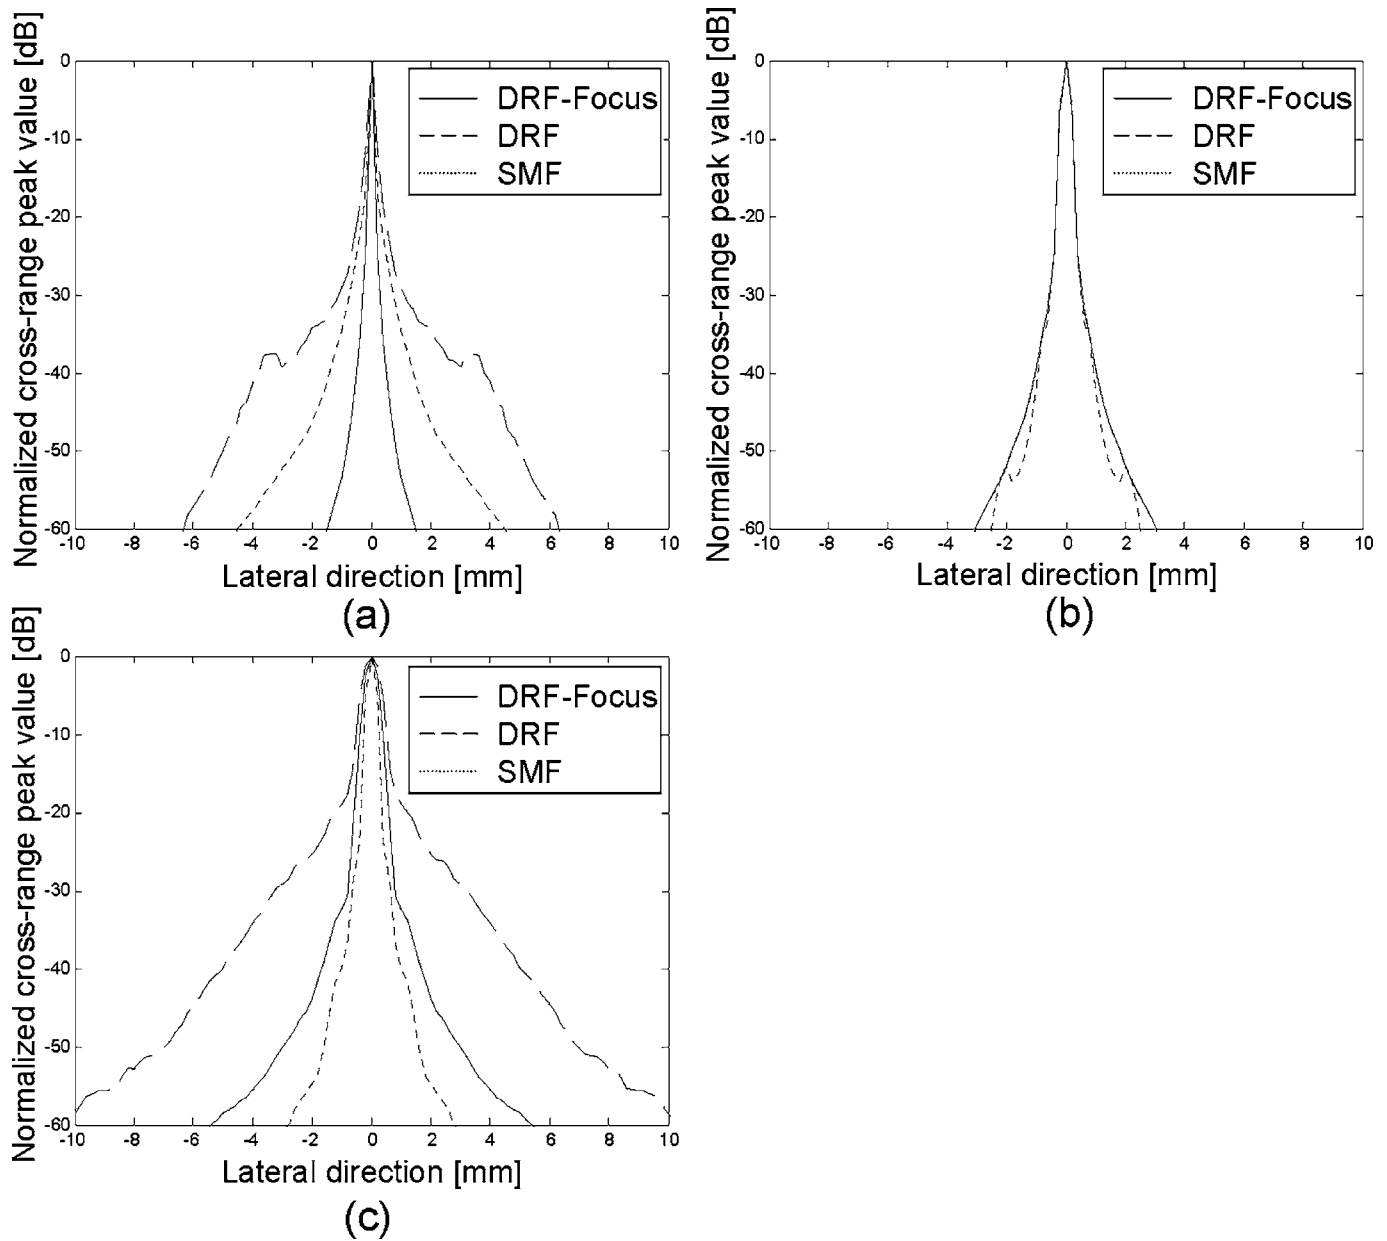 Normalized cross-range peak value [dB]
0
-10
-20
-30
-40
-50
-60
-10 -8 -6 -4 -2 0 2 4 6 8 10
DRF-Focus
DRF
SMF
Lateral direction [mm]
(a)
Normalized cross-range peak value [dB]
0
-10
-20
-30
-40
-50
-60
-10 -8 -6 -4 -2 0 2 4 6 8 10
DRF-Focus
DRF
SMF
Lateral direction [mm]
(b)
Normalized cross-range peak value [dB]
0
-10
-20
-30
-40
-50
-60
-10 -8 -6 -4 -2 0 2 4 6 8 10
DRF-Focus
DRF
SMF
Lateral direction [mm]
(c)